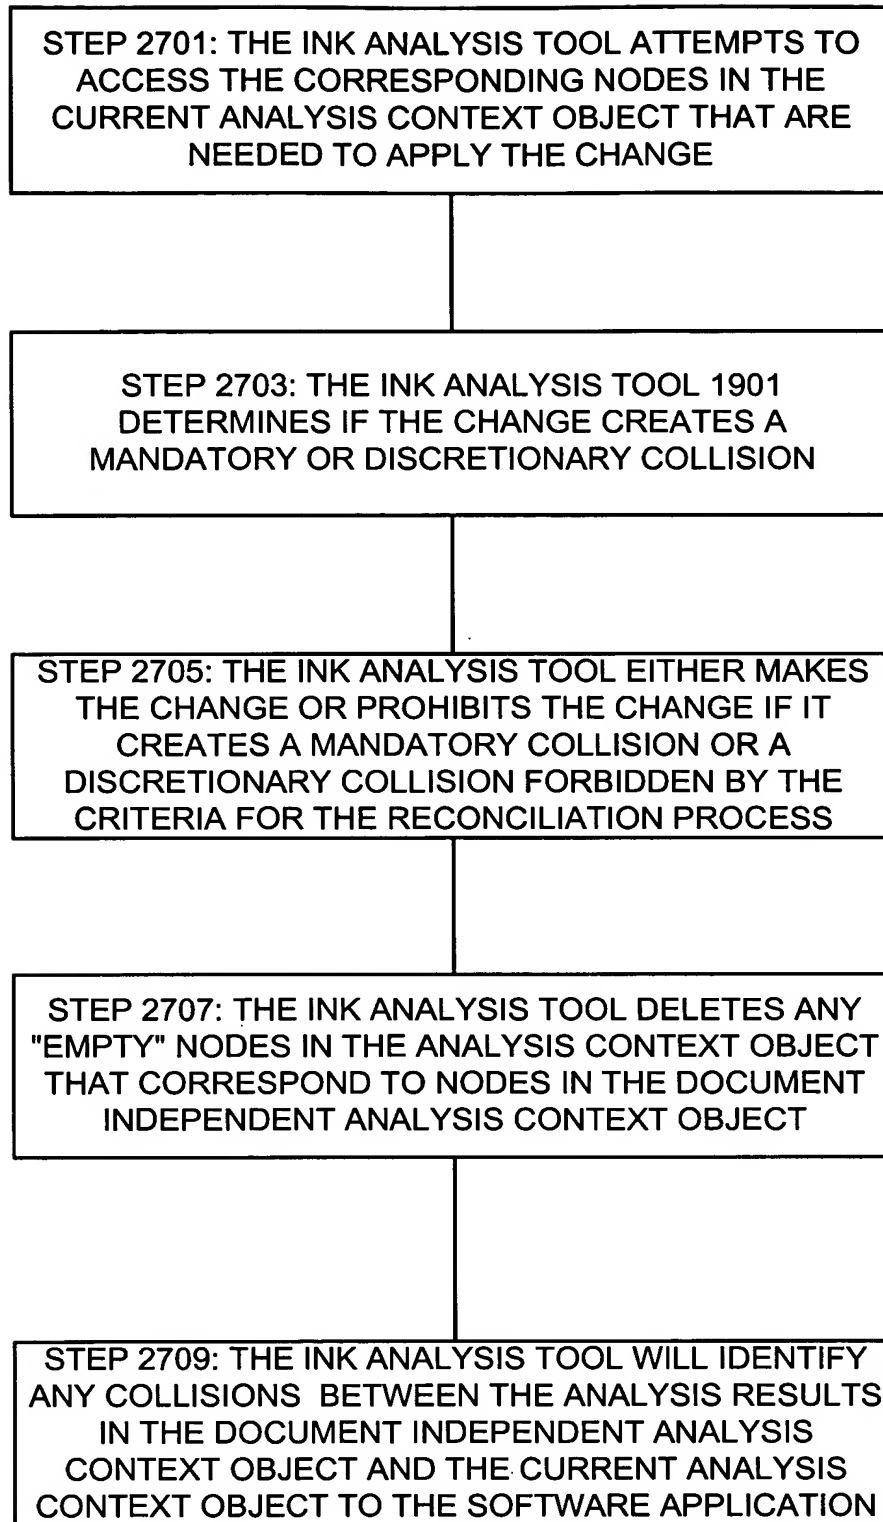 STEP 2701: THE INK ANALYSIS TOOL ATTEMPTS TO
ACCESS THE CORRESPONDING NODES IN THE
CURRENT ANALYSIS CONTEXT OBJECT THAT ARE
NEEDED TO APPLY THE CHANGE
STEP 2703: THE INK ANALYSIS TOOL 1901
DETERMINES IF THE CHANGE CREATES A
MANDATORY OR DISCRETIONARY COLLISION
STEP 2705: THE INK ANALYSIS TOOL EITHER MAKES
THE CHANGE OR PROHIBITS THE CHANGE IF IT
CREATES A MANDATORY COLLISION OR A
DISCRETIONARY COLLISION FORBIDDEN BY THE
CRITERIA FOR THE RECONCILIATION PROCESS
STEP 2707: THE INK ANALYSIS TOOL DELETES ANY
"EMPTY" NODES IN THE ANALYSIS CONTEXT OBJECT
THAT CORRESPOND TO NODES IN THE DOCUMENT
INDEPENDENT ANALYSIS CONTEXT OBJECT
STEP 2709: THE INK ANALYSIS TOOL WILL IDENTIFY
ANY COLLISIONS BETWEEN THE ANALYSIS RESULTS
IN THE DOCUMENT INDEPENDENT ANALYSIS
CONTEXT OBJECT AND THE CURRENT ANALYSIS
CONTEXT OBJECT TO THE SOFTWARE APPLICATION